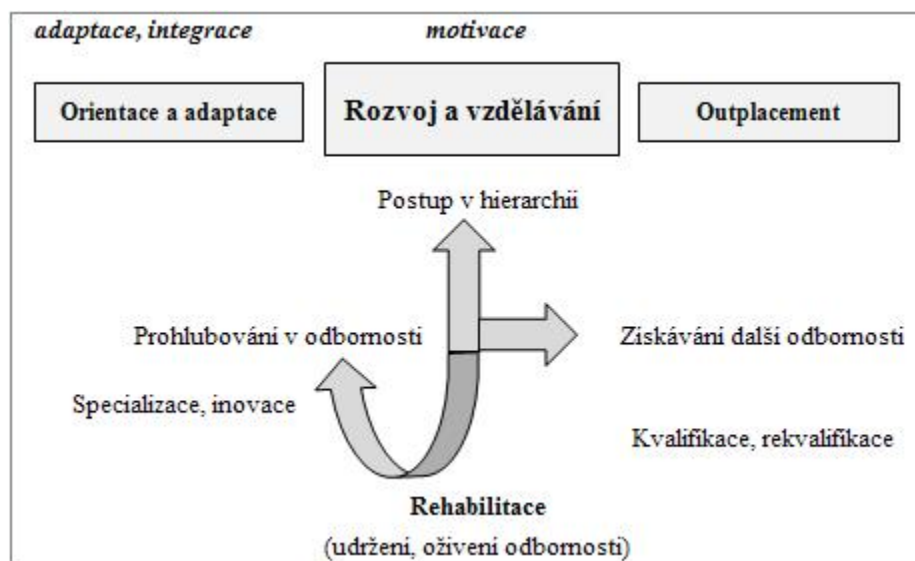 adaptace, integrace
motivace
Orientace a adaptace
Rozvoj a vzdělávání
Outplacement
Postup v hierarchii
Prohlubování v odbornosti
Získávání další odbornosti
Specializace, inovace
Kvalifikace, rekvalifikace
Rehabilitace
(udržení, oživení odbornosti)